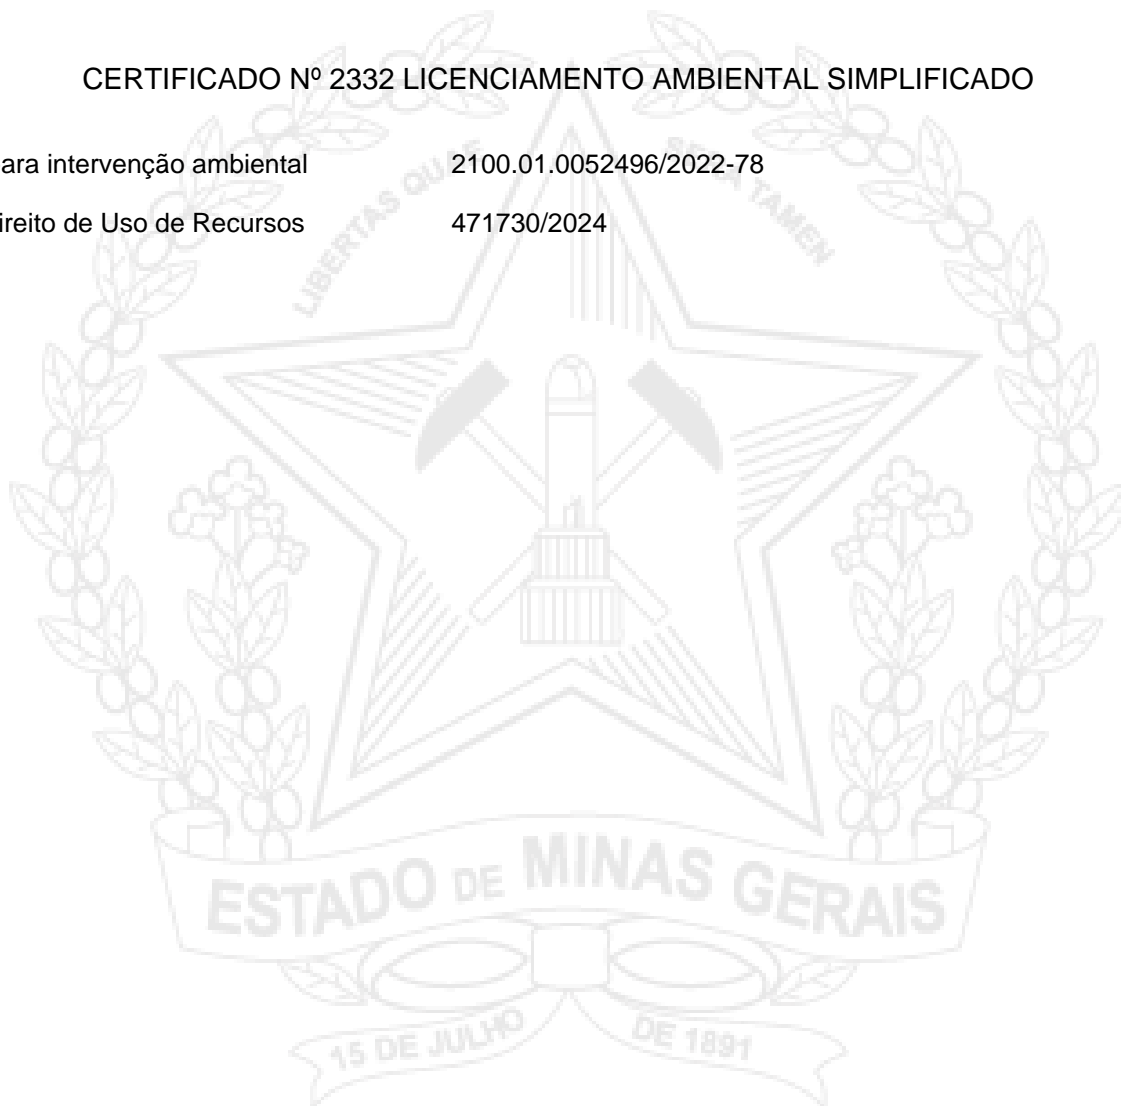 CERTIFICADO Nº 2332 LICENCIAMENTO AMBIENTAL SIMPLIFICADO
ara intervenção ambiental 2100.01.0052496/2022-78
ireito de Uso de Recursos 471730/2024
LIBERTAS QUAE SERA TAMEN
ESTADO DE MINAS GERAIS
15 DE JULHO DE 1891